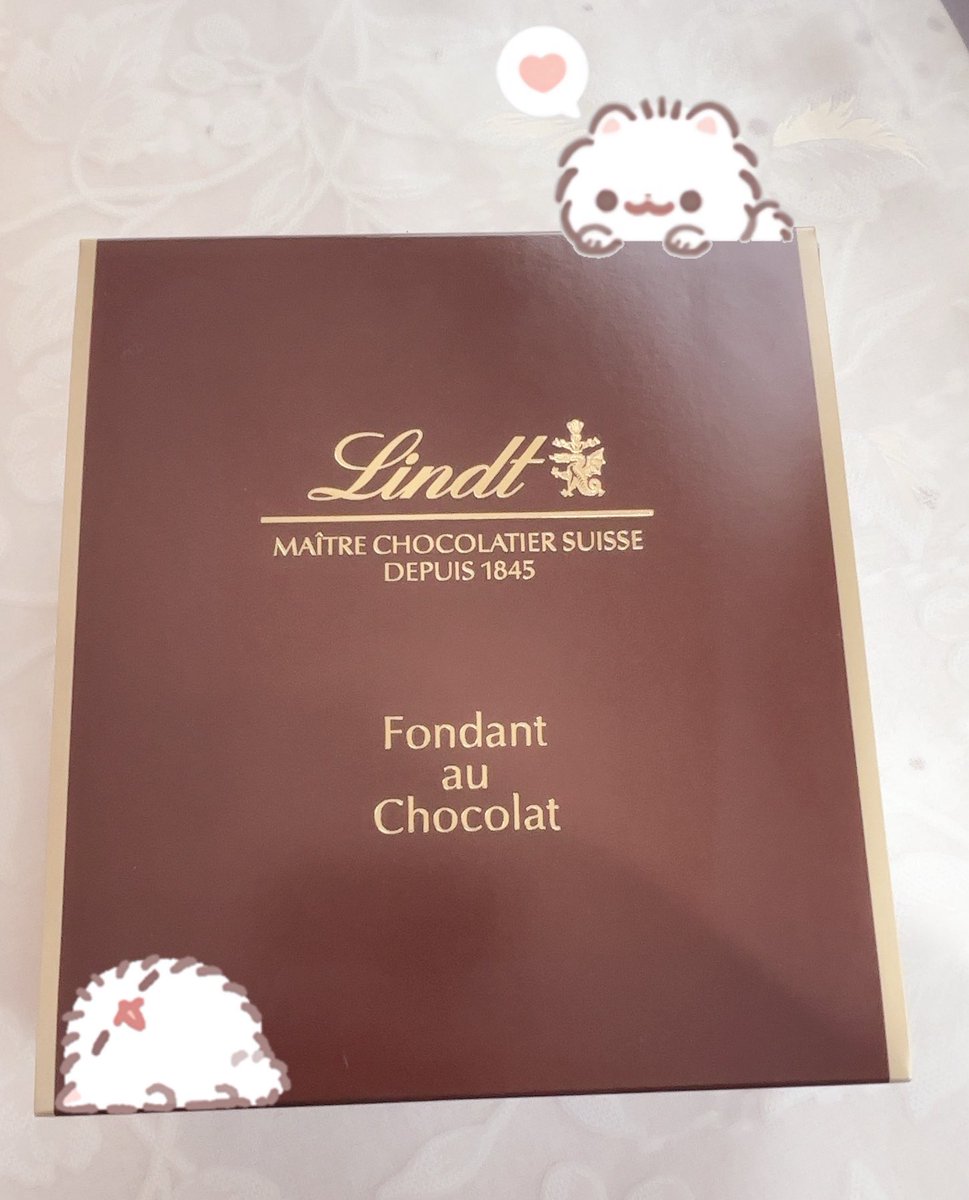 Lindt
MAÎTRE CHOCOLATIER SUISSE
DEPUIS 1845
Fondant
au
Chocolat